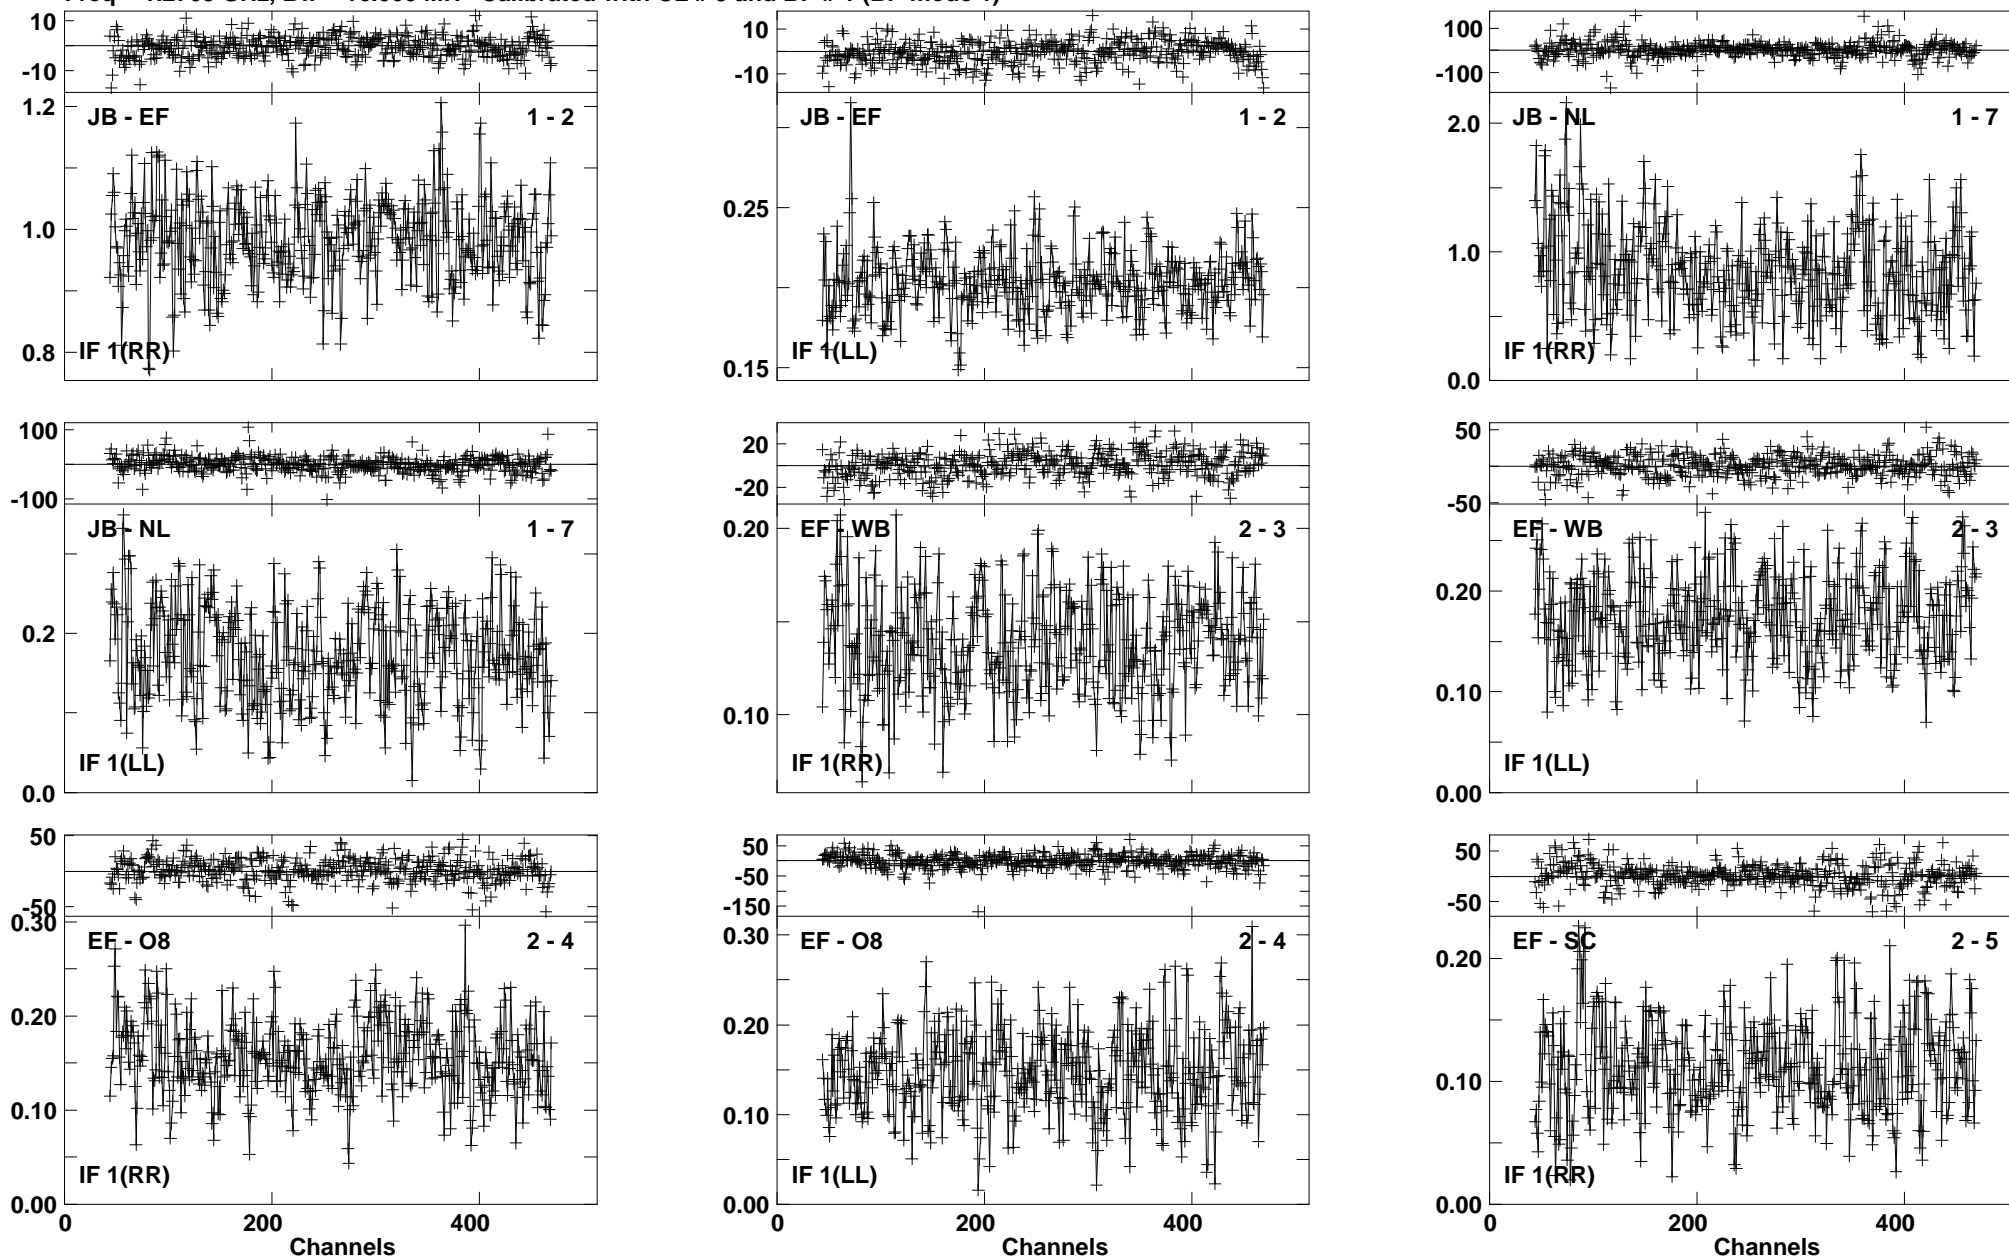 10
-10
JB - EF 1 - 2
1.2
1.0
0.8
IF 1(RR)
10
-10
JB - EF 1 - 2
0.25
0.15
IF 1(LL)
100
-100
JB - NL 1 - 7
2.0
1.0
0.0
IF 1(RR)
100
-100
JB - NL 1 - 7
0.2
0.0
IF 1(LL)
20
-20
EF - WB 2 - 3
0.20
0.10
IF 1(RR)
50
-50
EF - WB 2 - 3
0.20
0.10
0.00
IF 1(LL)
50
-50
0.30
EF - O8 2 - 4
0.20
0.10
0.00
IF 1(RR)
0 200 400
Channels
50
-50
-150
EF - O8 2 - 4
0.30
0.20
0.10
0.00
IF 1(LL)
0 200 400
Channels
50
-50
EF - SC 2 - 5
0.20
0.10
0.00
IF 1(RR)
0 200 400
Channels